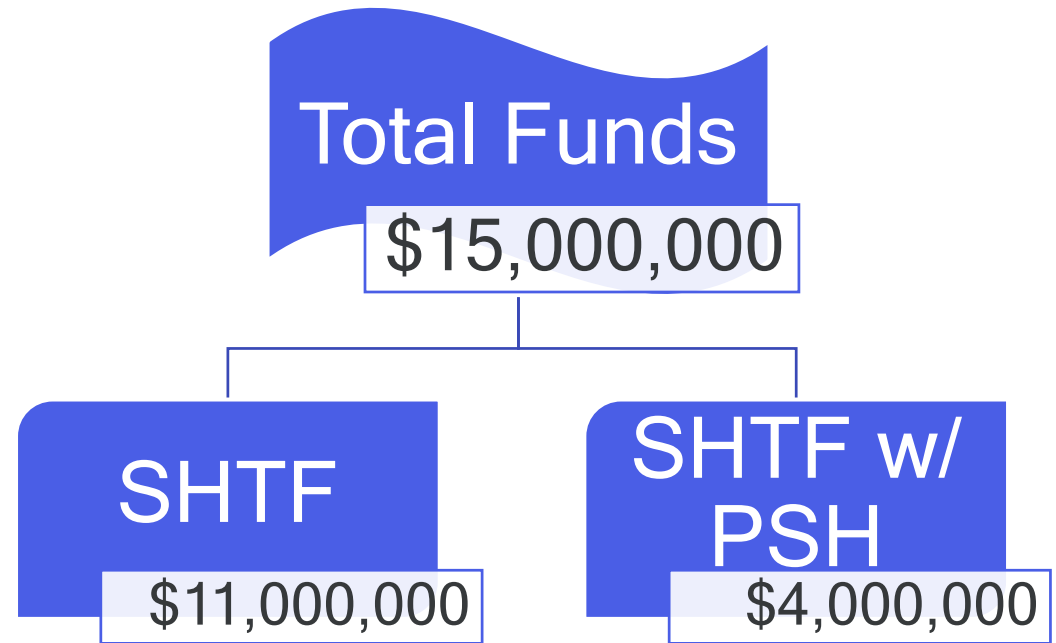 Total Funds
$15,000,000
SHTF
$11,000,000
SHTF w/
PSH
$4,000,000